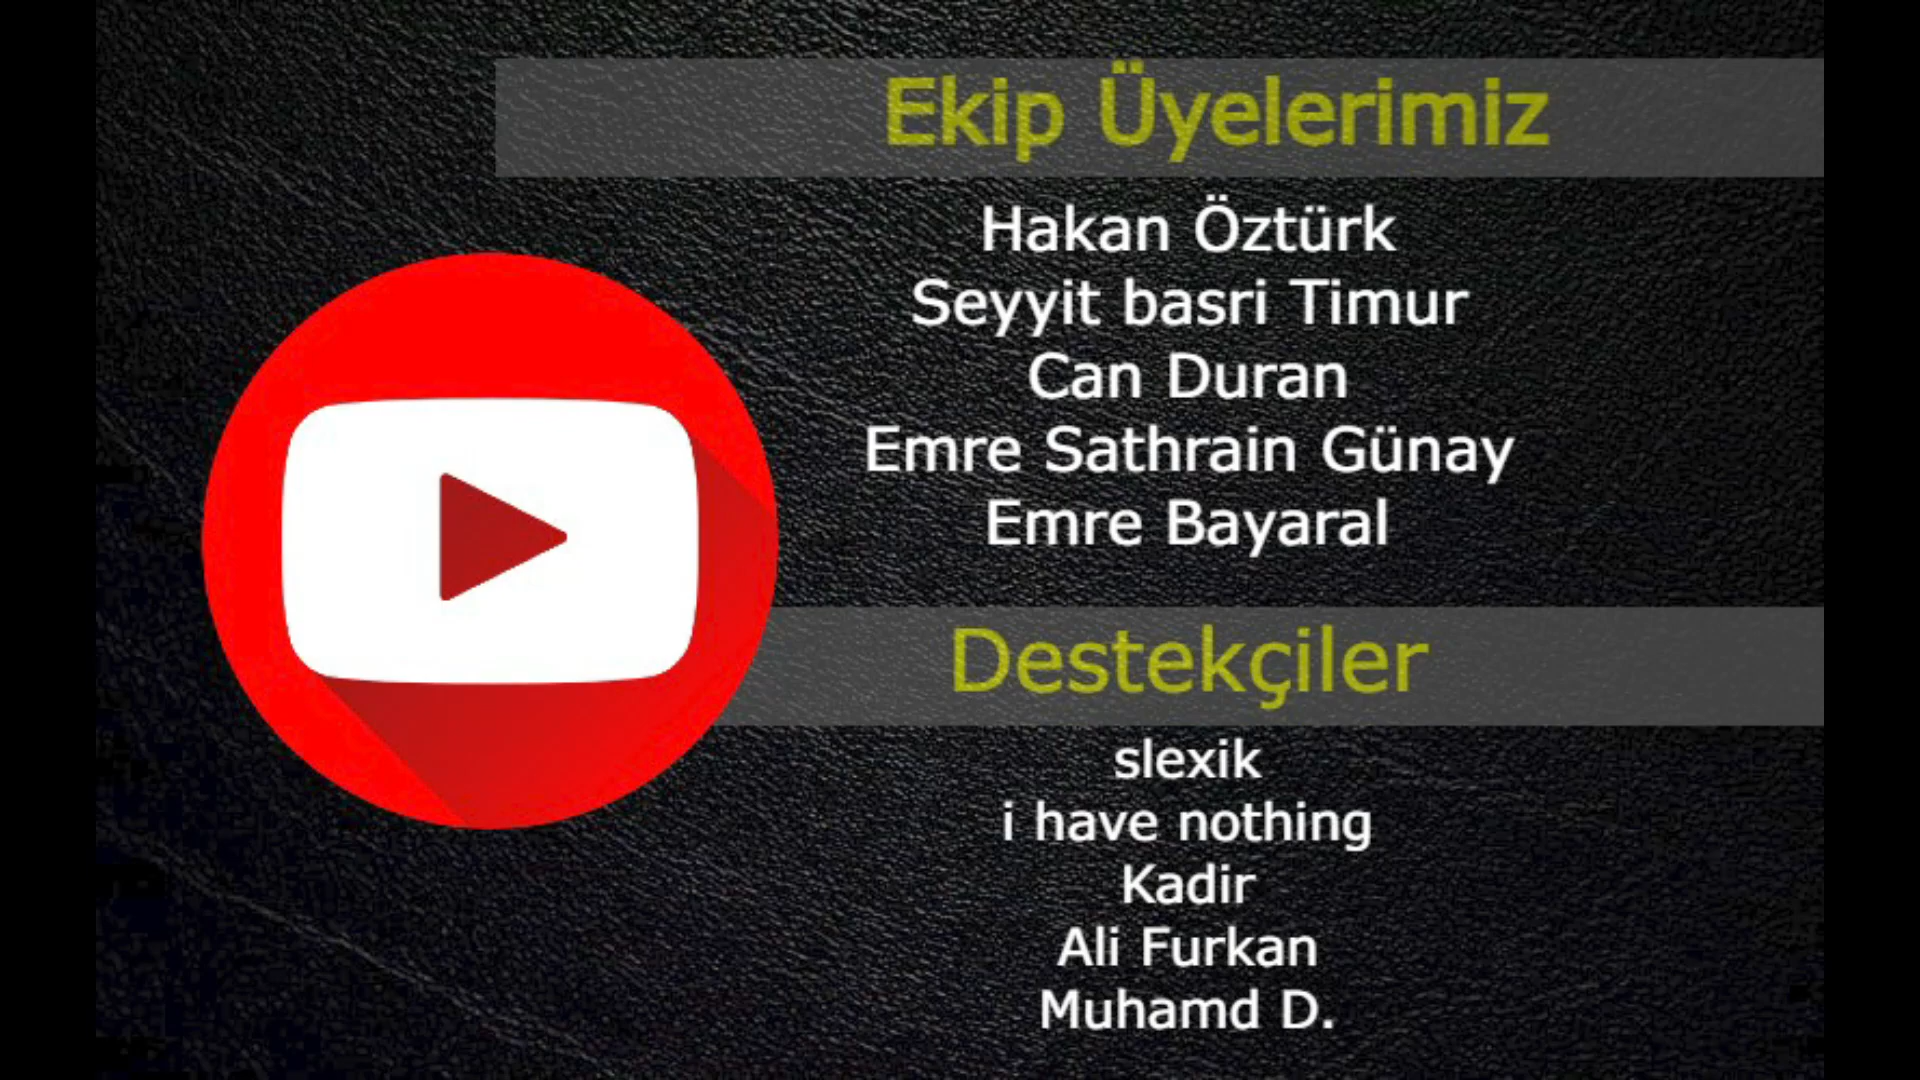 Ekip Üyelerimiz
Hakan Öztürk
Seyyit basri Timur
Can Duran
Emre Sathrain Günay
Emre Bayaral
Destekçiler
slexik
i have nothing
Kadir
Ali Furkan
Muhamd D.